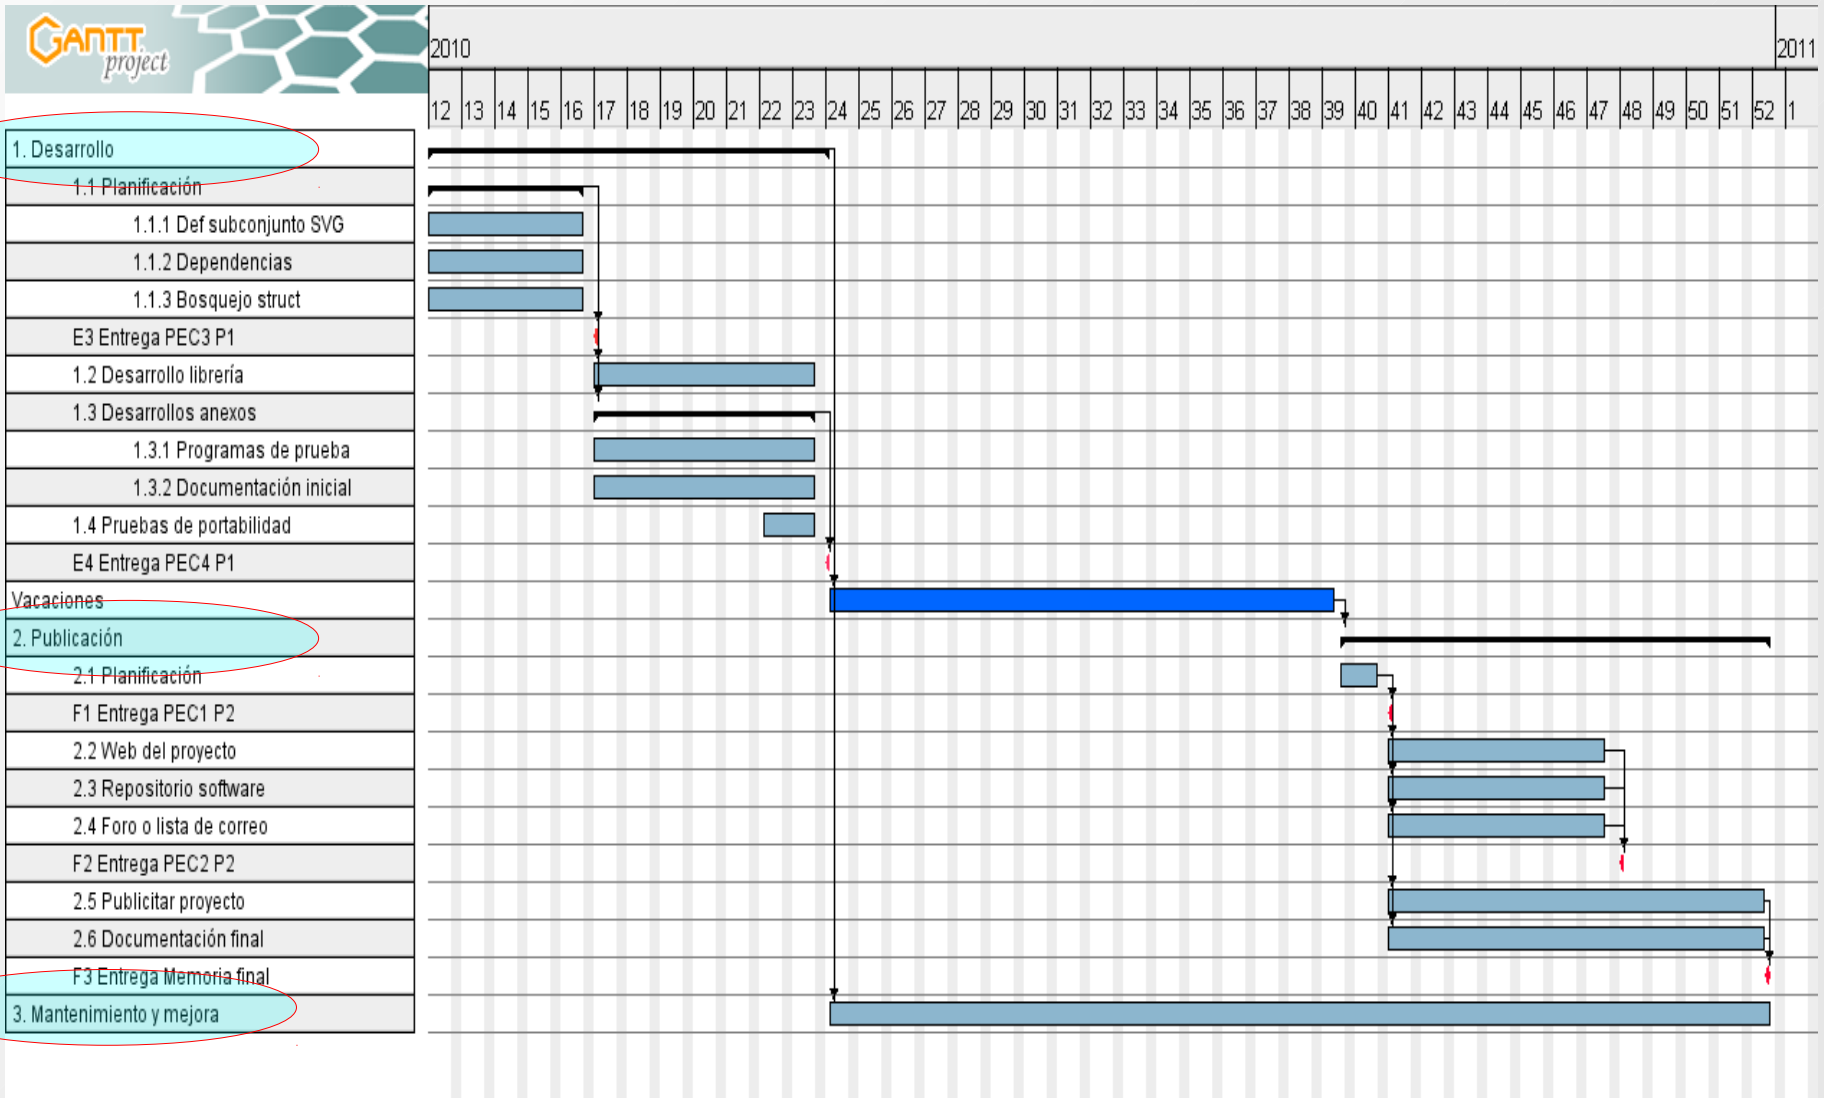 GANTT
project
2010 2011
12 13 14 15 16 17 18 19 20 21 22 23 24 25 26 27 28 29 30 31 32 33 34 35 36 37 38 39 40 41 42 43 44 45 46 47 48 49 50 51 52 1
1. Desarrollo
1.1 Planificación
1.1.1 Def subconjunto SVG
1.1.2 Dependencias
1.1.3 Bosquejo struct
E3 Entrega PEC3 P1
1.2 Desarrollo librería
1.3 Desarrollos anexos
1.3.1 Programas de prueba
1.3.2 Documentación inicial
1.4 Pruebas de portabilidad
E4 Entrega PEC4 P1
Vacaciones
2. Publicación
2.1 Planificación
F1 Entrega PEC1 P2
2.2 Web del proyecto
2.3 Repositorio software
2.4 Foro o lista de correo
F2 Entrega PEC2 P2
2.5 Publicitar proyecto
2.6 Documentación final
F3 Entrega Memoria final
3. Mantenimiento y mejora